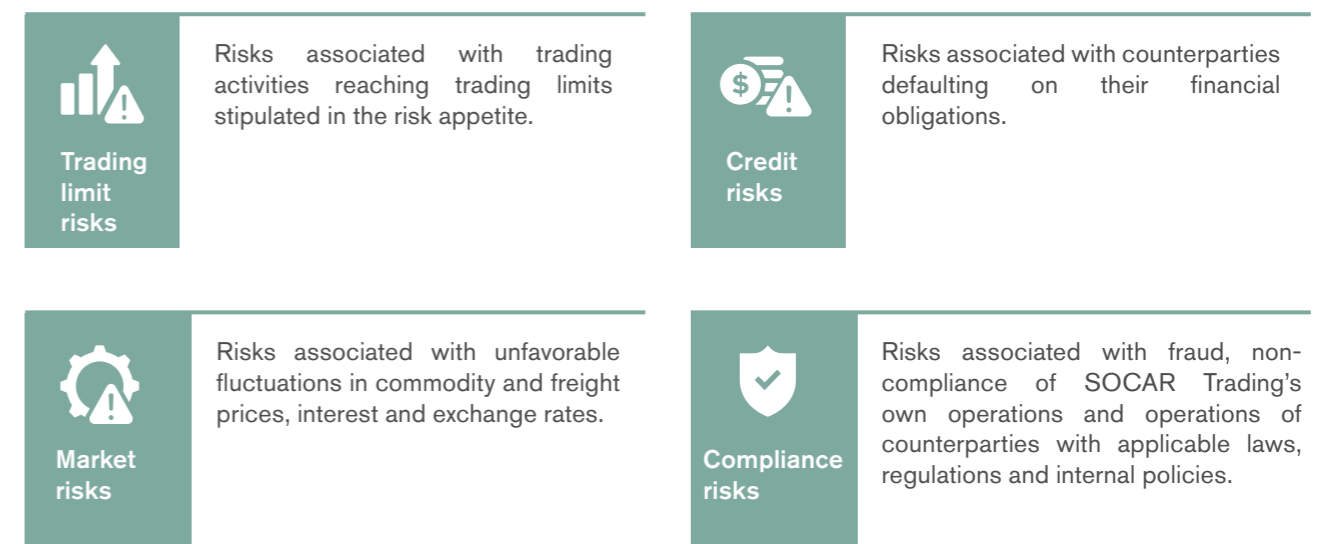 Trading
limit
risks
Risks associated with trading
activities reaching trading limits
stipulated in the risk appetite.
$
Credit
risks
Risks associated with counterparties
defaulting on their financial
obligations.
Market
risks
Risks associated with unfavorable
fluctuations in commodity and freight
prices, interest and exchange rates.
Compliance
risks
Risks associated with fraud, non-
compliance of SOCAR Trading’s
own operations and operations of
counterparties with applicable laws,
regulations and internal policies.